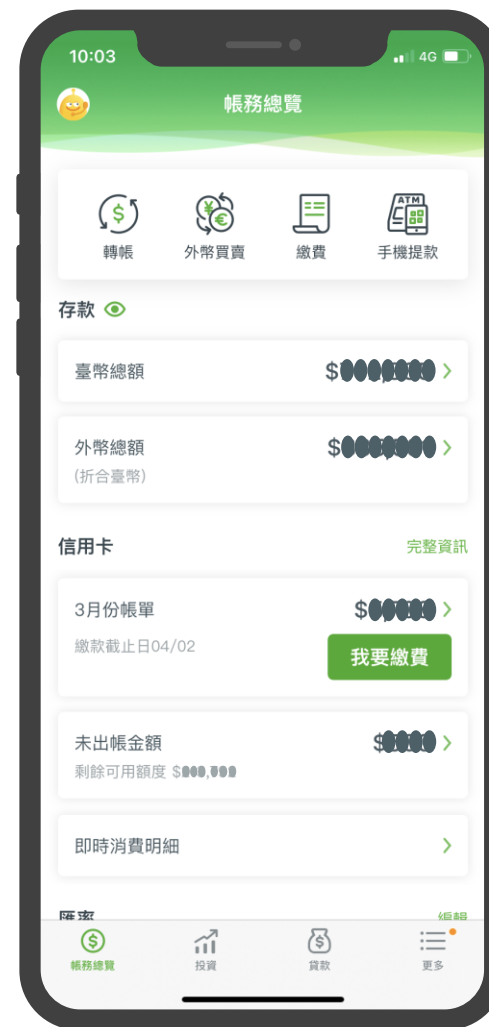 10:03
4G
帳務總覽
轉帳
外幣買賣
繳費
ATM
手機提款
存款
臺幣總額
$
外幣總額
$
(折合臺幣)
信用卡
完整資訊
3月份帳單
$
繳款截止日04/02
我要繳費
未出帳金額
$
剩餘可用額度 $
即時消費明細
匯率
編輯
帳務總覽
投資
貸款
更多